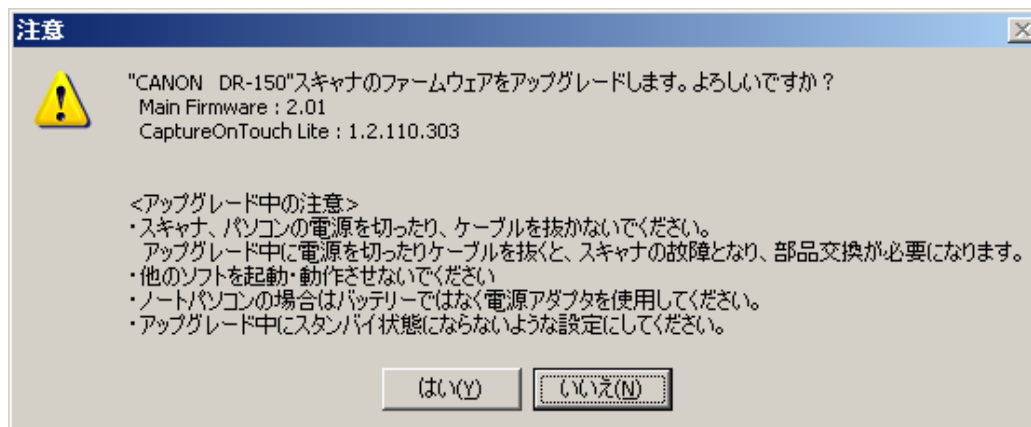 注意
"CANON　DR-150"スキャナのファームウェアをアップグレードします。よろしいですか？
Main Firmware : 2.01
CaptureOnTouch Lite : 1.2.110.303
<アップグレード中の注意>
・スキャナ、パソコンの電源を切ったり、ケーブルを抜かないでください。
アップグレード中に電源を切ったりケーブルを抜くと、スキャナの故障となり、部品交換が必要になります。
・他のソフトを起動・動作させないでください
・ノートパソコンの場合はバッテリーではなく電源アダプタを使用してください。
・アップグレード中にスタンバイ状態にならないような設定にしてください。
はい(Y) いいえ(N)